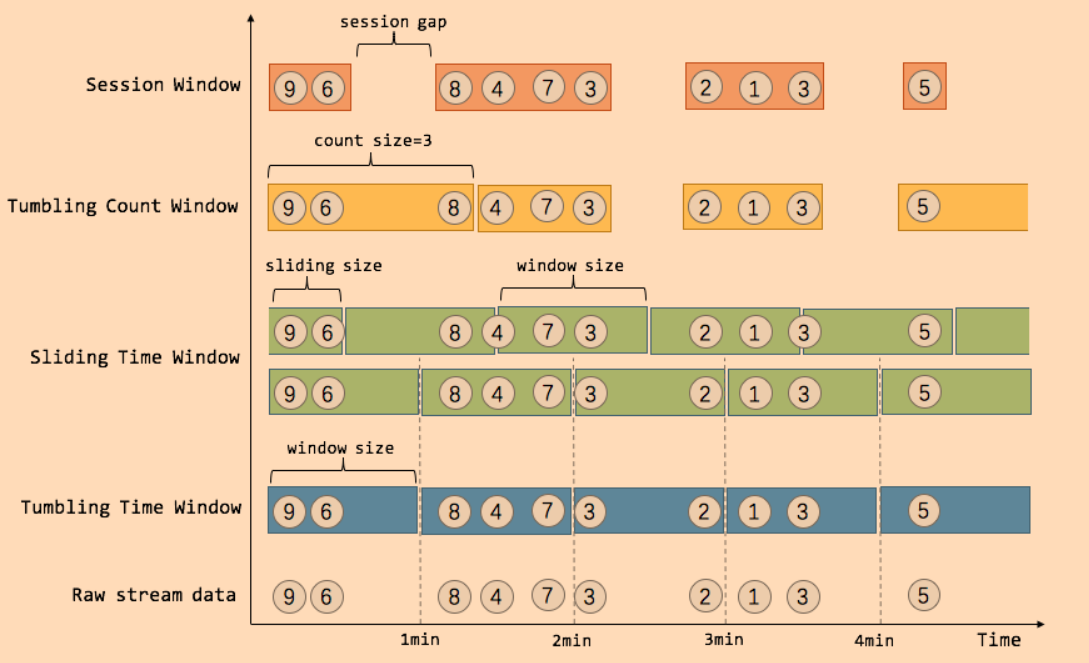 session gap
Session Window 9 6 8 4 7 3 2 1 3 5
count size=3
Tumbling Count Window 9 6 8 4 7 3 2 1 3 5
sliding size window size
9 6 8 4 7 3 2 1 3 5
Sliding Time Window
9 6 8 4 7 3 2 1 3 5
window size
Tumbling Time Window 9 6 8 4 7 3 2 1 3 5
Raw stream data 9 6 8 4 7 3 2 1 3 5
1min 2min 3min 4min Time